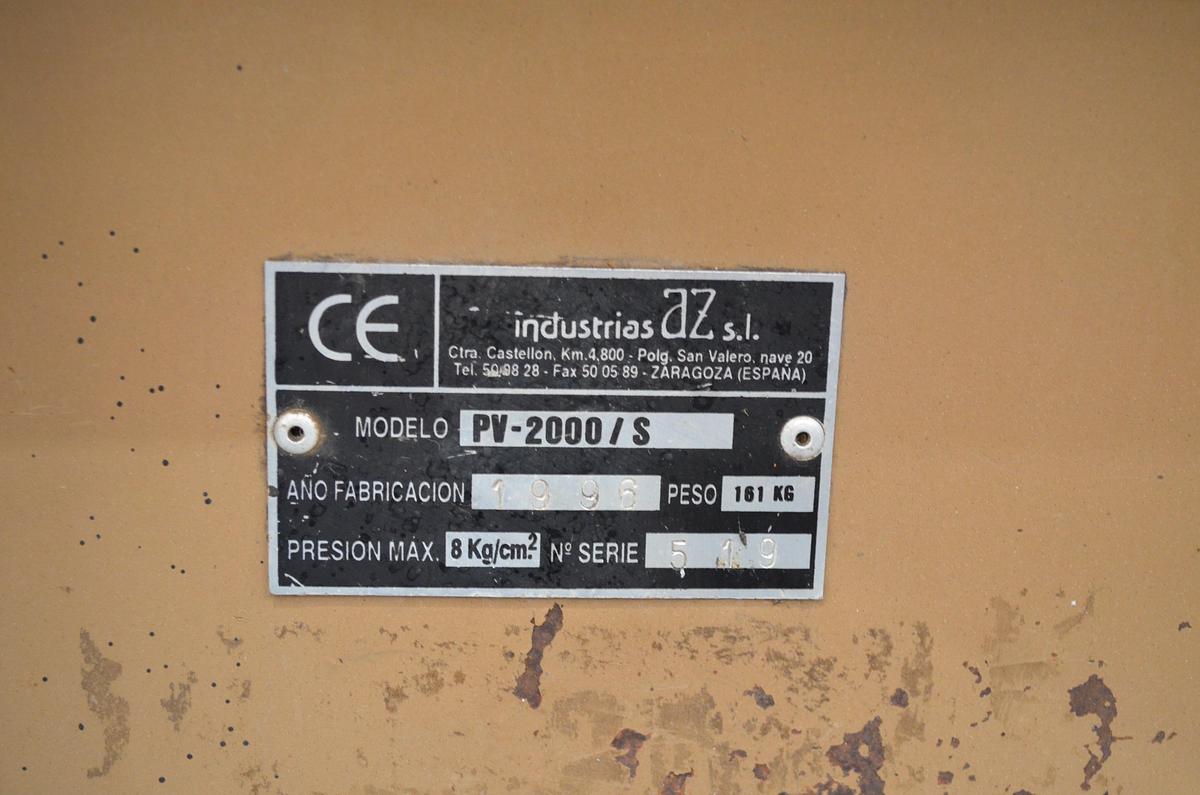 CE
industrias az s.l.
Ctra. Castellon, Km.4,800 - Polg. San Valero, nave 20
Tel. 50 98 28 - Fax 50 05 89 - ZARAGOZA (ESPAÑA)
MODELO PV-2000/S
AÑO FABRICACION 1996 PESO 161 KG
PRESION MAX. 8 Kg/cm² Nº SERIE 519